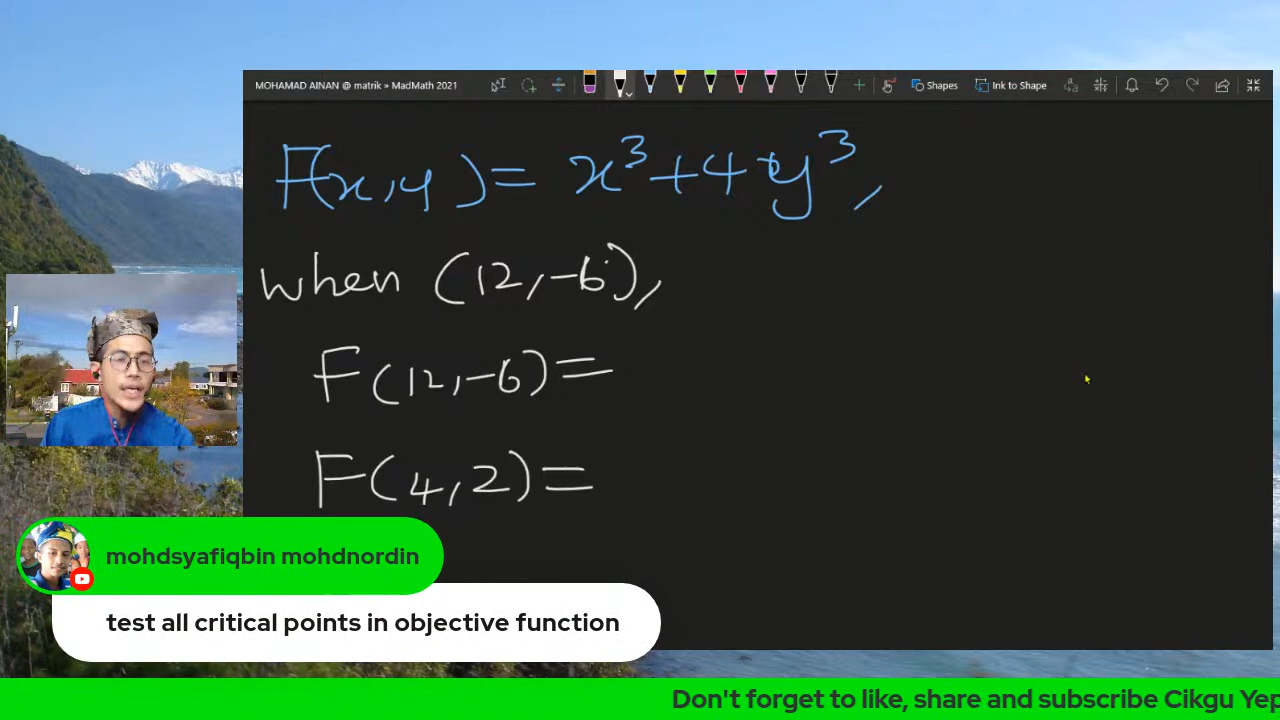 MOHAMAD AINAN @ matrik » MadMath 2021
Shapes
Ink to Shape
F(x,y) = x³ + 4y³,
when (12,-6),
F(12,-6) =
F(4,2) =
mohdsyafiqbin mohdnordin
test all critical points in objective function
Don't forget to like, share and subscribe Cikgu Yep